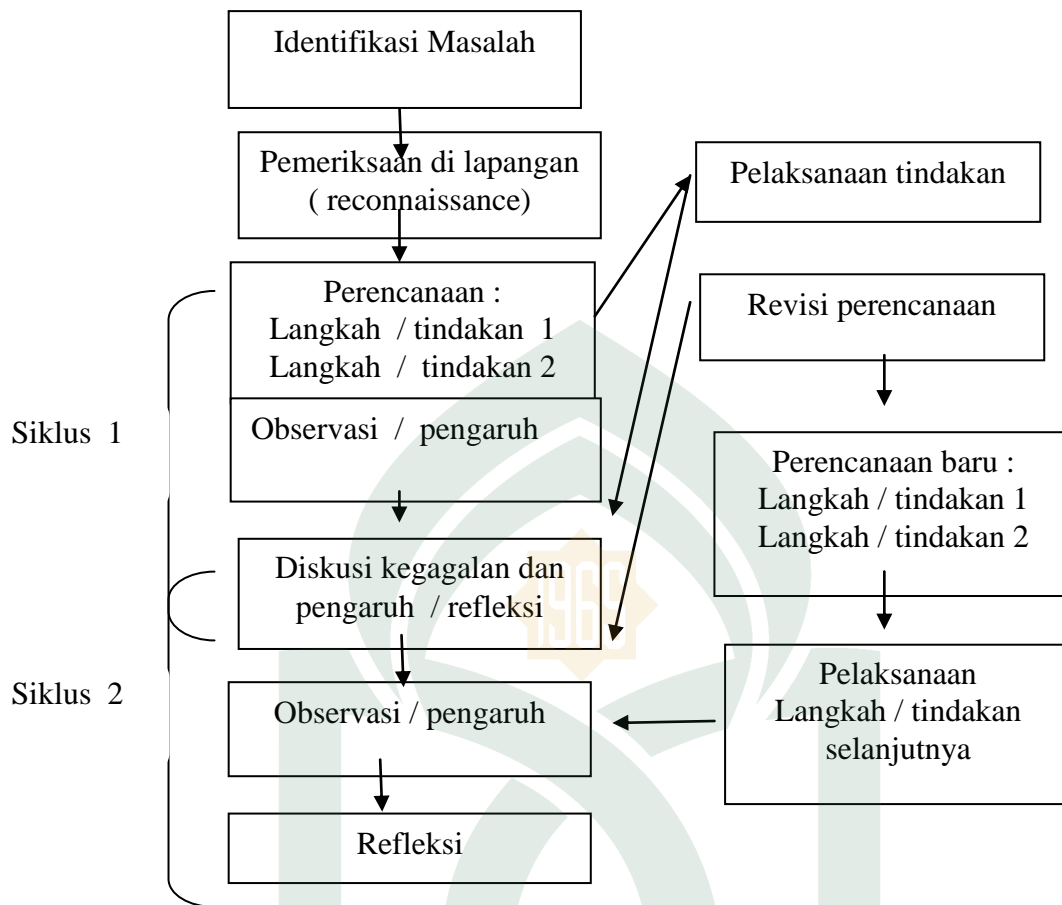 Identifikasi Masalah
Pemeriksaan di lapangan
( reconnaissance)
Pelaksanaan tindakan
Perencanaan :
Langkah / tindakan 1
Langkah / tindakan 2
Revisi perencanaan
Siklus 1
Observasi / pengaruh
Perencanaan baru :
Langkah / tindakan 1
Langkah / tindakan 2
Diskusi kegagalan dan
pengaruh / refleksi
1969
Siklus 2
Observasi / pengaruh
Pelaksanaan
Langkah / tindakan
selanjutnya
Refleksi